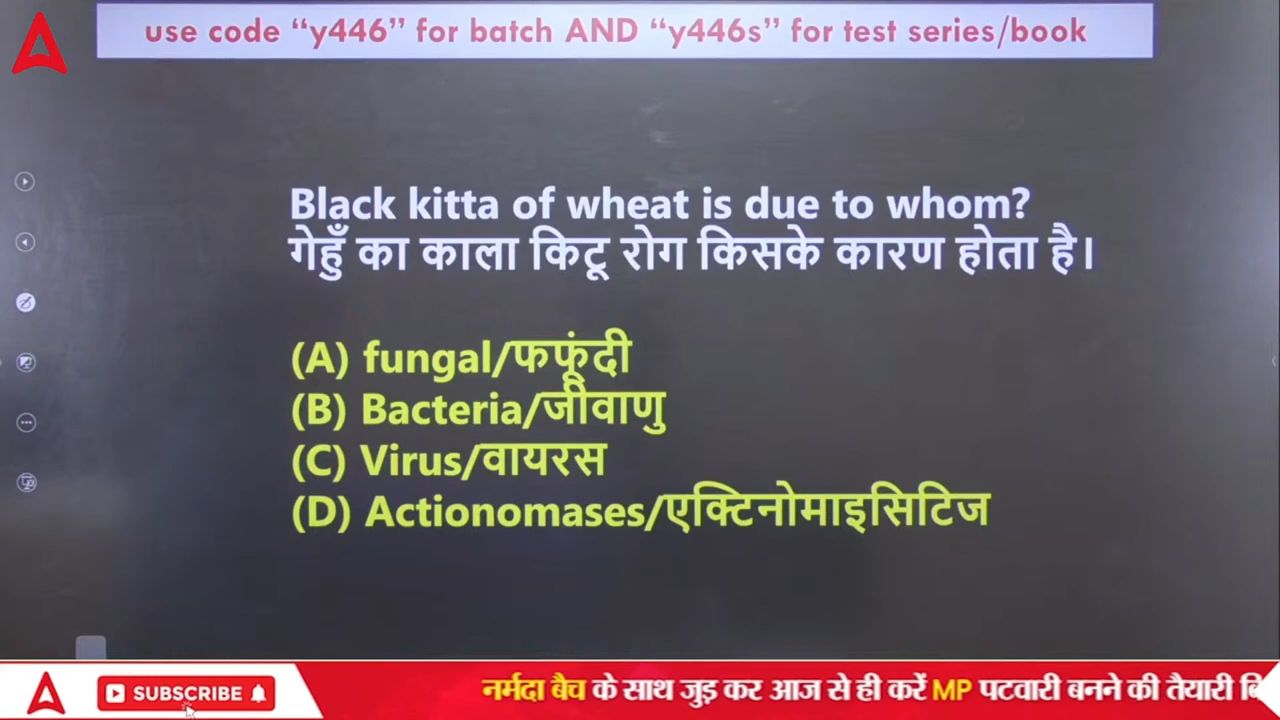 use code “y446” for batch AND “y446s” for test series/book
Black kitta of wheat is due to whom?
गेहुँ का काला किटू रोग किसके कारण होता है।
(A) fungal/फफूंदी
(B) Bacteria/जीवाणु
(C) Virus/वायरस
(D) Actionomases/एक्टिनोमाइसिटिज
SUBSCRIBE
नर्मदा बैच के साथ जुड़ कर आज से ही करें MP पटवारी बनने की तैयारी